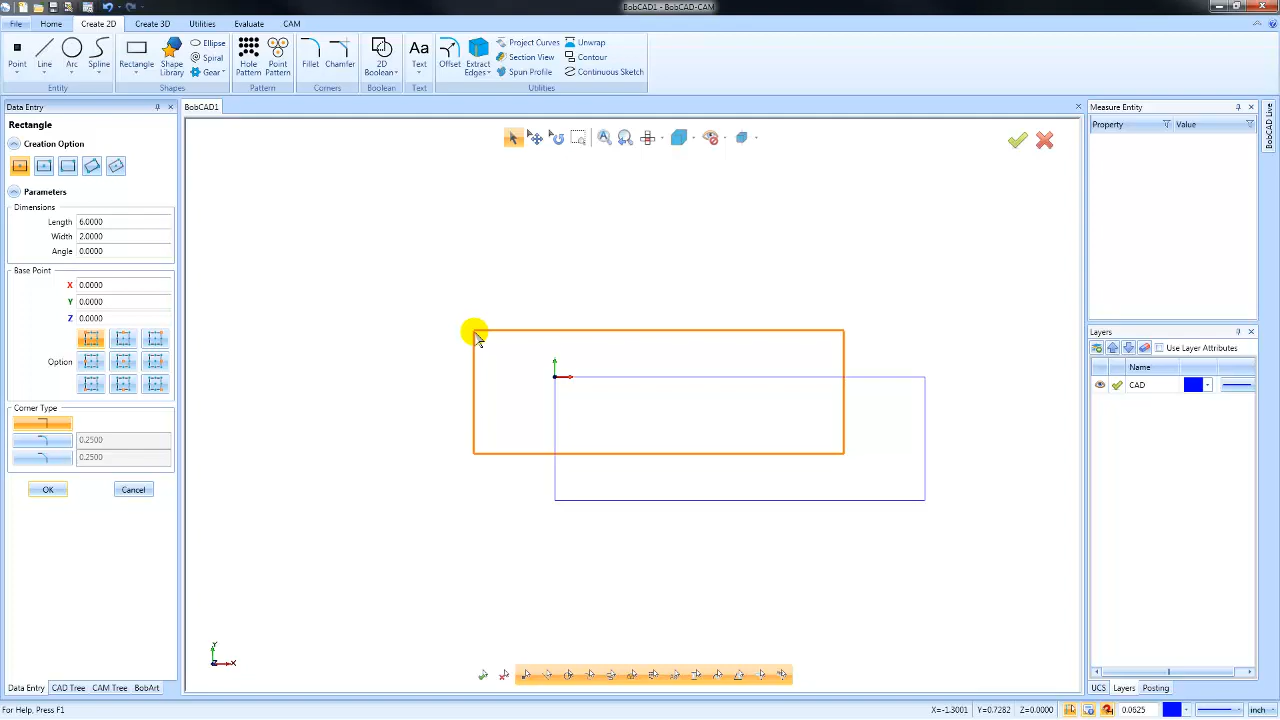 BobCAD1 - BobCAD-CAM
File Home Create 2D Create 3D Utilities Evaluate CAM
Point Line Arc Spline Rectangle Shape Library Ellipse Spiral Gear Hole Pattern Point Pattern Fillet Chamfer 2D Boolean Text Offset Extract Edges Project Curves Section View Spun Profile Unwrap Contour Continuous Sketch
Entity Shapes Pattern Corners Boolean Text Utilities
Data Entry
BobCAD1
Rectangle
Creation Option
Parameters
Dimensions
Length 6.0000
Width 2.0000
Angle 0.0000
Base Point
X 0.0000
Y 0.0000
Z 0.0000
Option
Corner Type
0.2500
0.2500
OK Cancel
Y
Z X
Data Entry CAD Tree CAM Tree BobArt
Measure Entity
Property Value
BobCAD Live
Layers
Use Layer Attributes
Name
CAD
UCS Layers Posting
For Help, Press F1
X=-1.3001 Y=0.7282 Z=0.0000 0.0625 inch